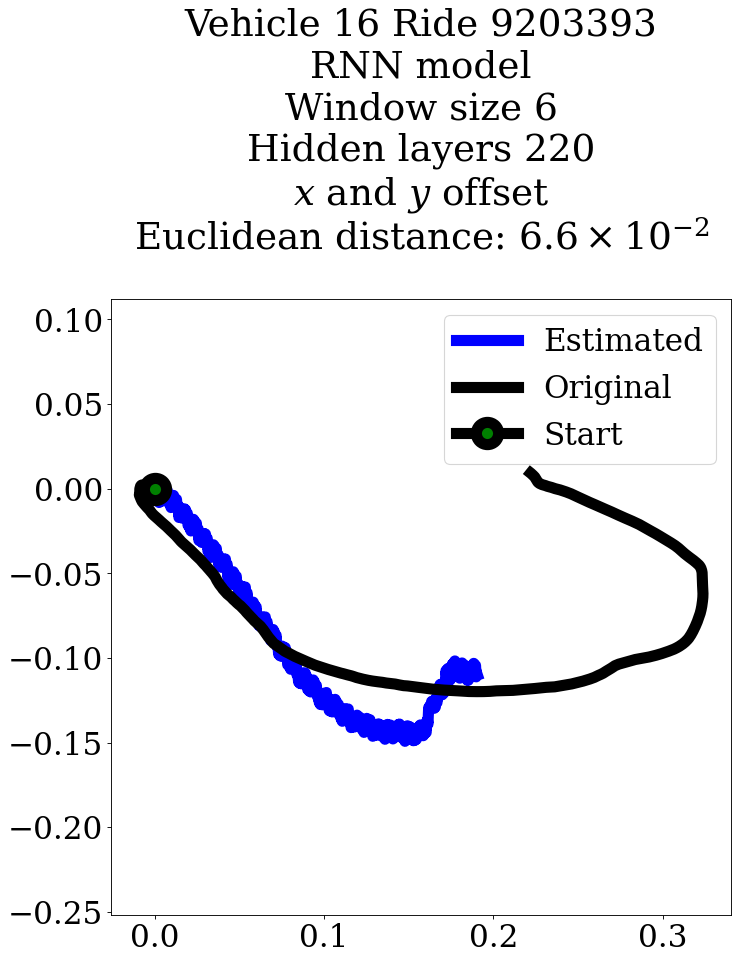 Vehicle 16 Ride 9203393
RNN model
Window size 6
Hidden layers 220
x and y offset
Euclidean distance: 6.6 × 10⁻²
Estimated
Original
Start
0.10
0.05
0.00
−0.05
−0.10
−0.15
−0.20
−0.25
0.0 0.1 0.2 0.3